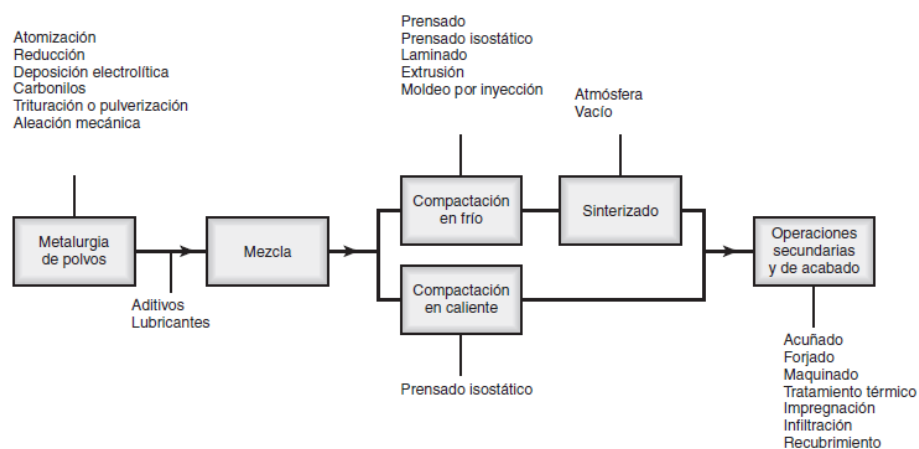 Atomización
Reducción
Deposición electrolítica
Carbonilos
Trituración o pulverización
Aleación mecánica
Prensado
Prensado isostático
Laminado
Extrusión
Moldeo por inyección
Atmósfera
Vacío
Metalurgia
de polvos
Aditivos
Lubricantes
Mezcla
Compactación
en frío
Sinterizado
Compactación
en caliente
Prensado isostático
Operaciones
secundarias
y de acabado
Acuñado
Forjado
Maquinado
Tratamiento térmico
Impregnación
Infiltración
Recubrimiento